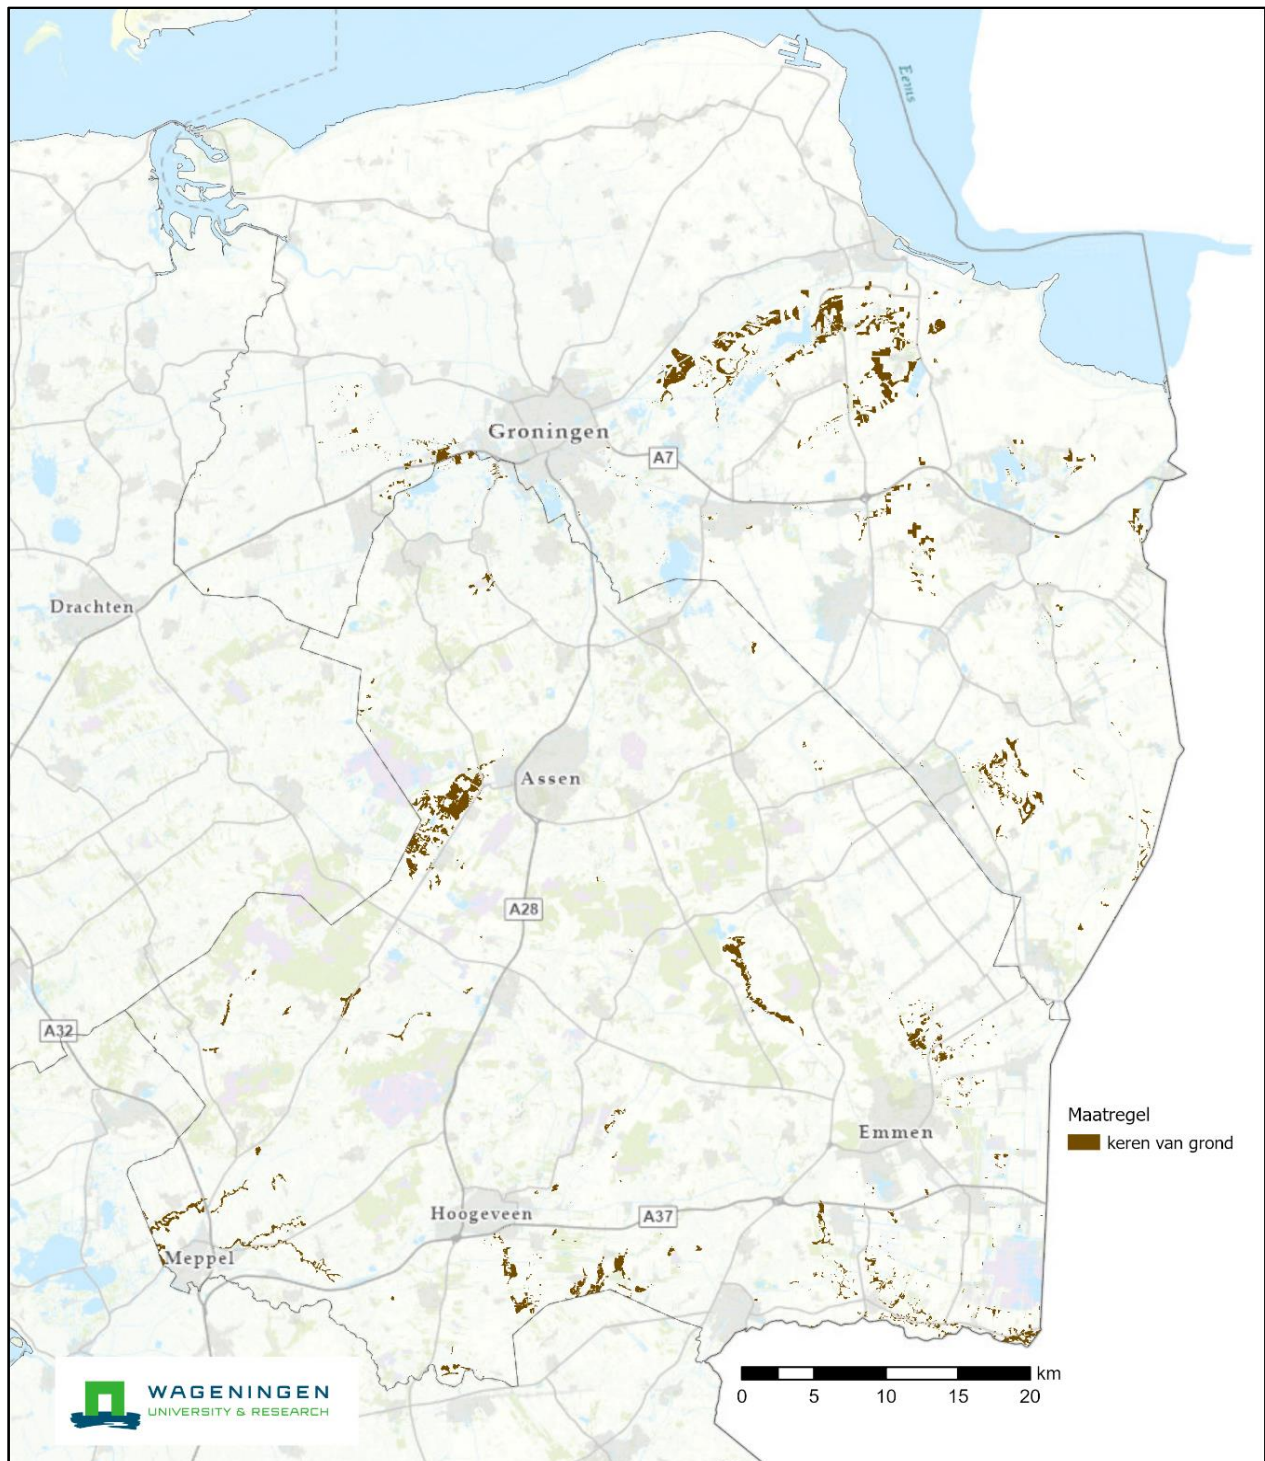 Eems
Groningen
A7
Drachten
Assen
A28
A32
Maatregel
keren van grond
Emmen
Hoogeveen
A37
Meppel
km
0 5 10 15 20
WAGENINGEN
UNIVERSITY & RESEARCH